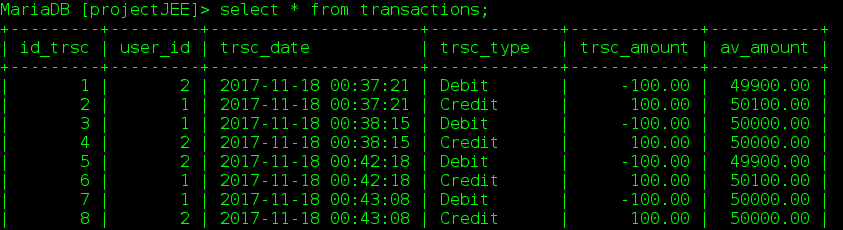 MariaDB [projectJEE]> select * from transactions;
+---------+---------+---------------------+-----------+-------------+-----------+
| id_trsc | user_id | trsc_date           | trsc_type | trsc_amount | av_amount |
+---------+---------+---------------------+-----------+-------------+-----------+
|       1 |       2 | 2017-11-18 00:37:21 | Debit     |     -100.00 |  49900.00 |
|       2 |       1 | 2017-11-18 00:37:21 | Credit    |      100.00 |  50100.00 |
|       3 |       1 | 2017-11-18 00:38:15 | Debit     |     -100.00 |  50000.00 |
|       4 |       2 | 2017-11-18 00:38:15 | Credit    |      100.00 |  50000.00 |
|       5 |       2 | 2017-11-18 00:42:18 | Debit     |     -100.00 |  49900.00 |
|       6 |       1 | 2017-11-18 00:42:18 | Credit    |      100.00 |  50100.00 |
|       7 |       1 | 2017-11-18 00:43:08 | Debit     |     -100.00 |  50000.00 |
|       8 |       2 | 2017-11-18 00:43:08 | Credit    |      100.00 |  50000.00 |